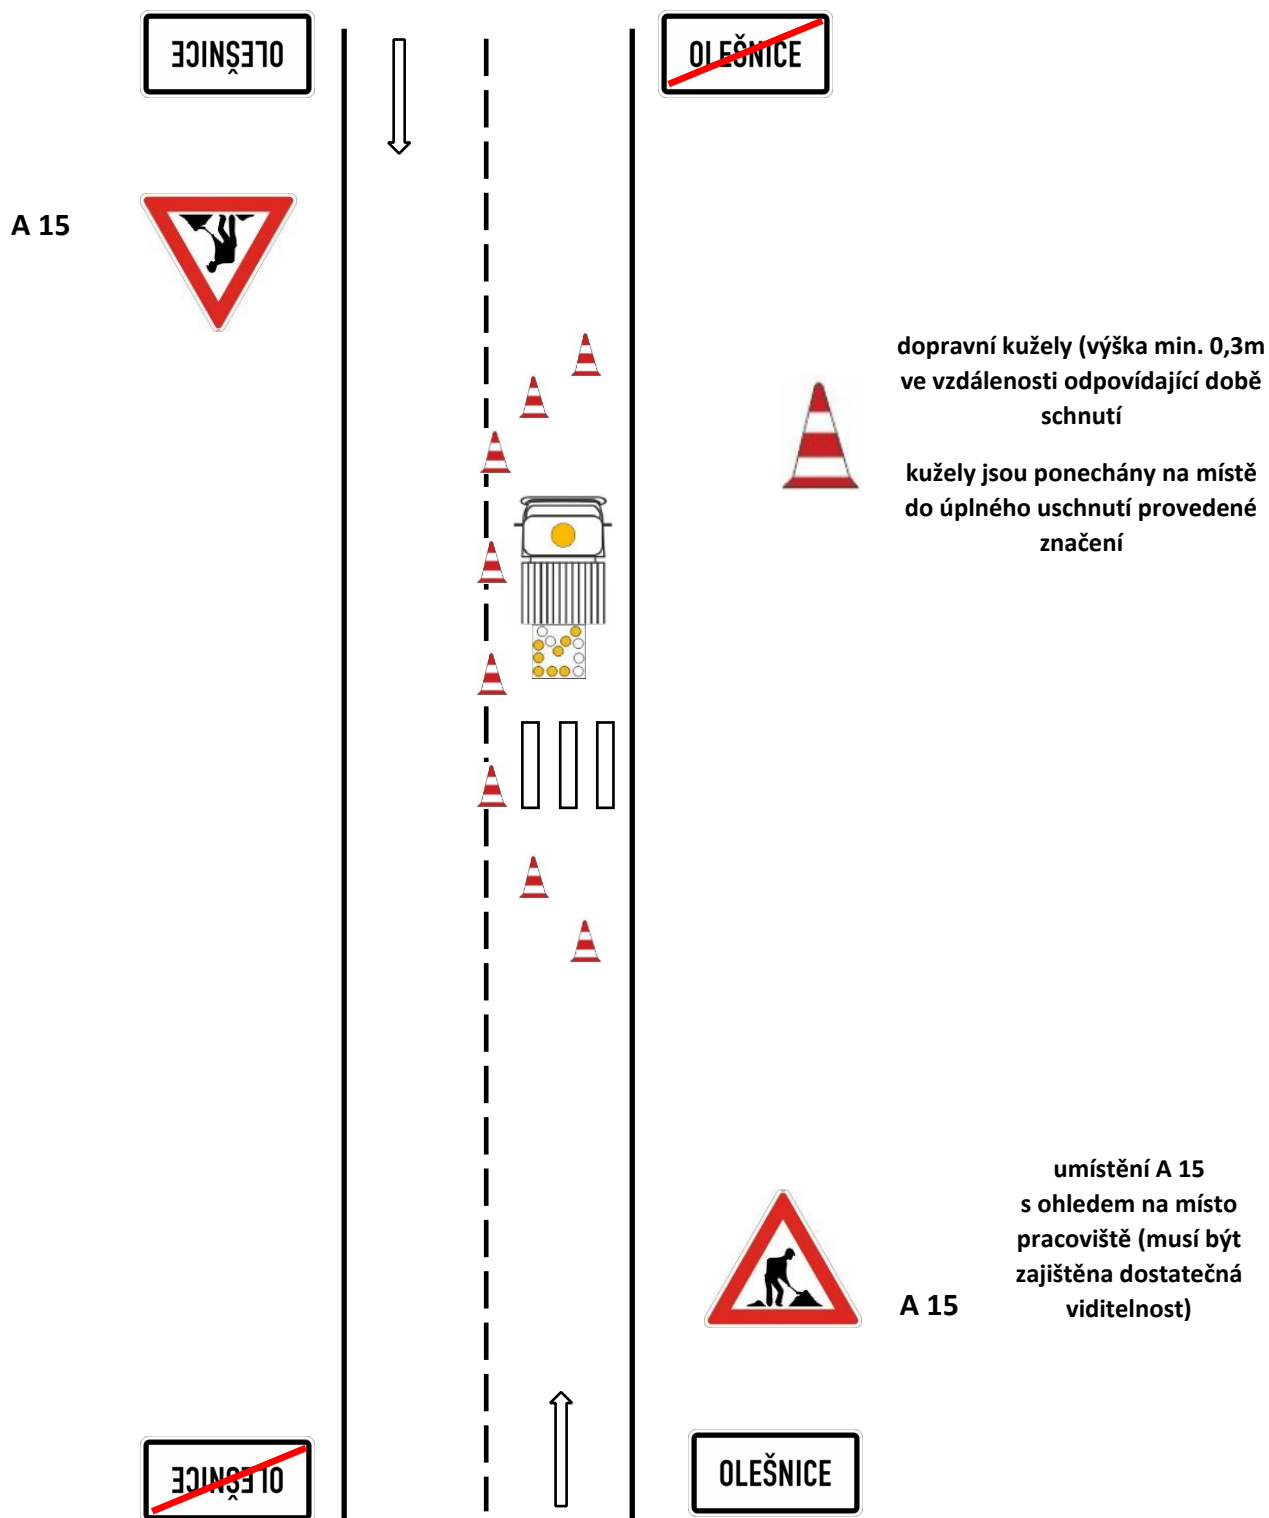 OLEŠNICE
OLEŠNICE
A 15
dopravní kužely (výška min. 0,3m
ve vzdálenosti odpovídající době
schnutí
kužely jsou ponechány na místě
do úplného uschnutí provedené
značení
umístění A 15
s ohledem na místo
pracoviště (musí být
zajištěna dostatečná
viditelnost)
A 15
OLEŠNICE
OLEŠNICE